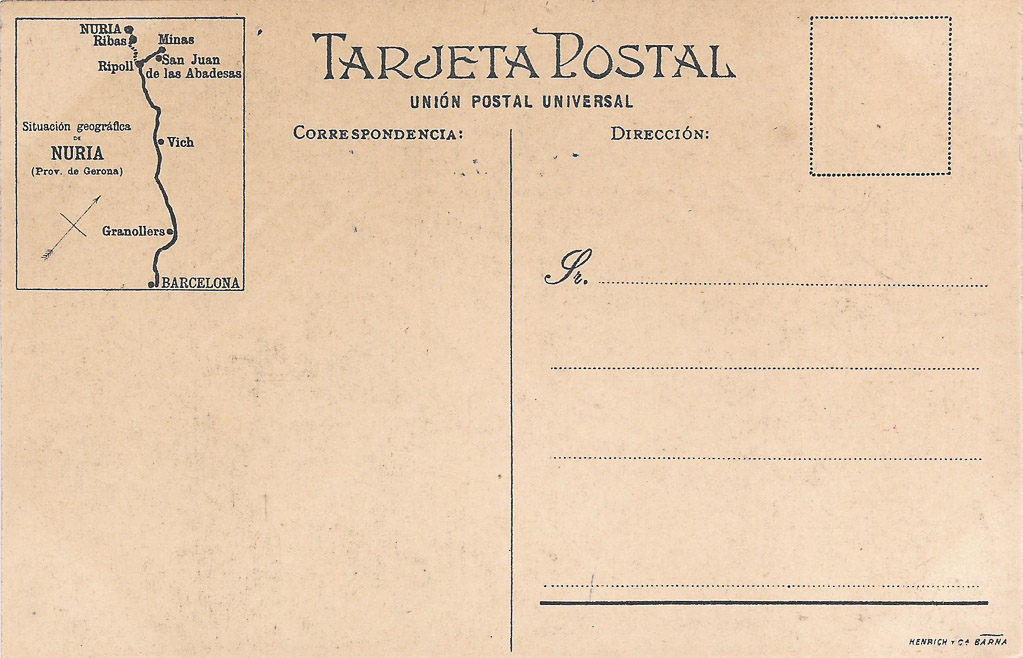 NURIA
Ribas
Minas
Ripoll
San Juan
de las Abadesas
Situación geográfica
DE
NURIA
(Prov. de Gerona)
Vich
Granollers
BARCELONA
TARJETA POSTAL
UNIÓN POSTAL UNIVERSAL
CORRESPONDENCIA:
DIRECCIÓN:
Sr.
HENRICH Y Cª BARNA